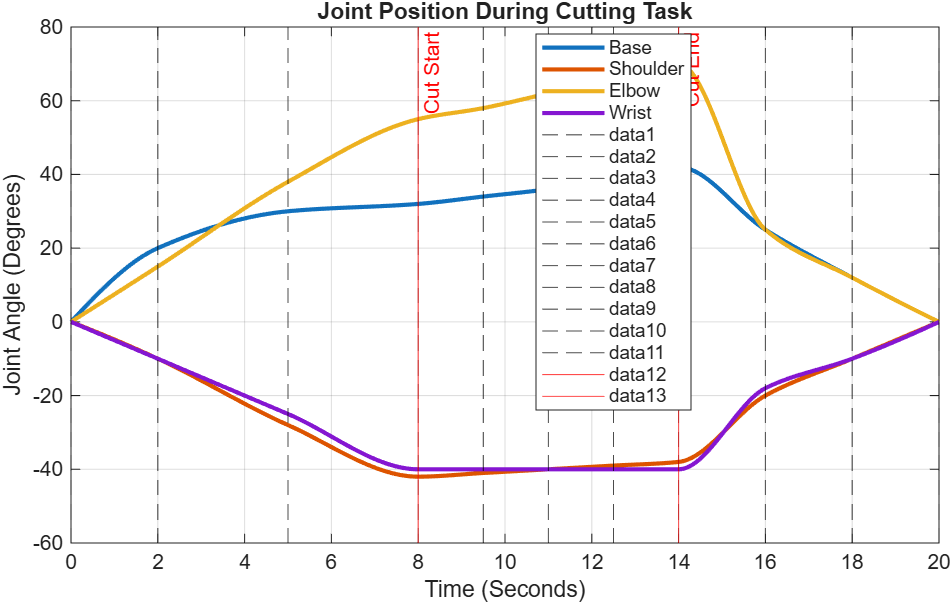 Joint Position During Cutting Task
Joint Angle (Degrees)
80
60
40
20
0
-20
-40
-60
Cut Start
Cut End
Base
Shoulder
Elbow
Wrist
data1
data2
data3
data4
data5
data6
data7
data8
data9
data10
data11
data12
data13
0 2 4 6 8 10 12 14 16 18 20
Time (Seconds)